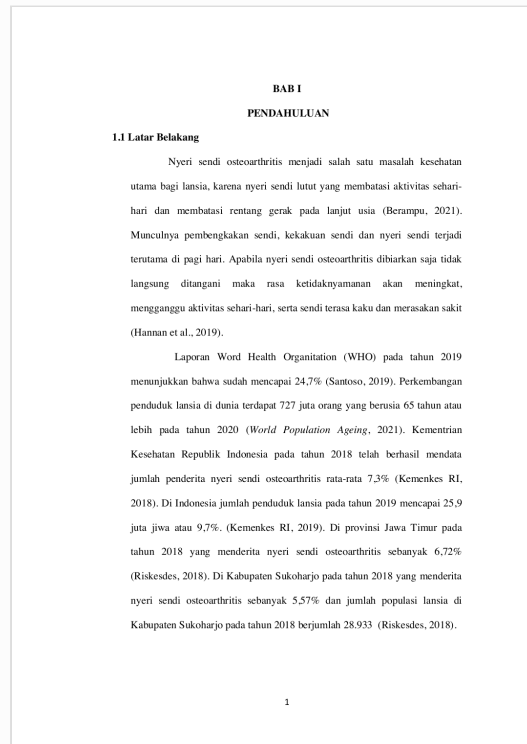 BAB I
PENDAHULUAN
1.1 Latar Belakang
Nyeri sendi osteoarthritis menjadi salah satu masalah kesehatan
utama bagi lansia, karena nyeri sendi lutut yang membatasi aktivitas sehari-
hari dan membatasi rentang gerak pada lanjut usia (Berampu, 2021).
Munculnya pembengkakan sendi, kekakuan sendi dan nyeri sendi terjadi
terutama di pagi hari. Apabila nyeri sendi osteoarthritis dibiarkan saja tidak
langsung ditangani maka rasa ketidaknyamanan akan meningkat,
mengganggu aktivitas sehari-hari, serta sendi terasa kaku dan merasakan sakit
(Hannan et al., 2019).
Laporan Word Health Organitation (WHO) pada tahun 2019
menunjukkan bahwa sudah mencapai 24,7% (Santoso, 2019). Perkembangan
penduduk lansia di dunia terdapat 727 juta orang yang berusia 65 tahun atau
lebih pada tahun 2020 (World Population Ageing, 2021). Kementrian
Kesehatan Republik Indonesia pada tahun 2018 telah berhasil mendata
jumlah penderita nyeri sendi osteoarthritis rata-rata 7,3% (Kemenkes RI,
2018). Di Indonesia jumlah penduduk lansia pada tahun 2019 mencapai 25,9
juta jiwa atau 9,7%. (Kemenkes RI, 2019). Di provinsi Jawa Timur pada
tahun 2018 yang menderita nyeri sendi osteoarthritis sebanyak 6,72%
(Riskesdes, 2018). Di Kabupaten Sukoharjo pada tahun 2018 yang menderita
nyeri sendi osteoarthritis sebanyak 5,57% dan jumlah populasi lansia di
Kabupaten Sukoharjo pada tahun 2018 berjumlah 28.933 (Riskesdes, 2018).
1